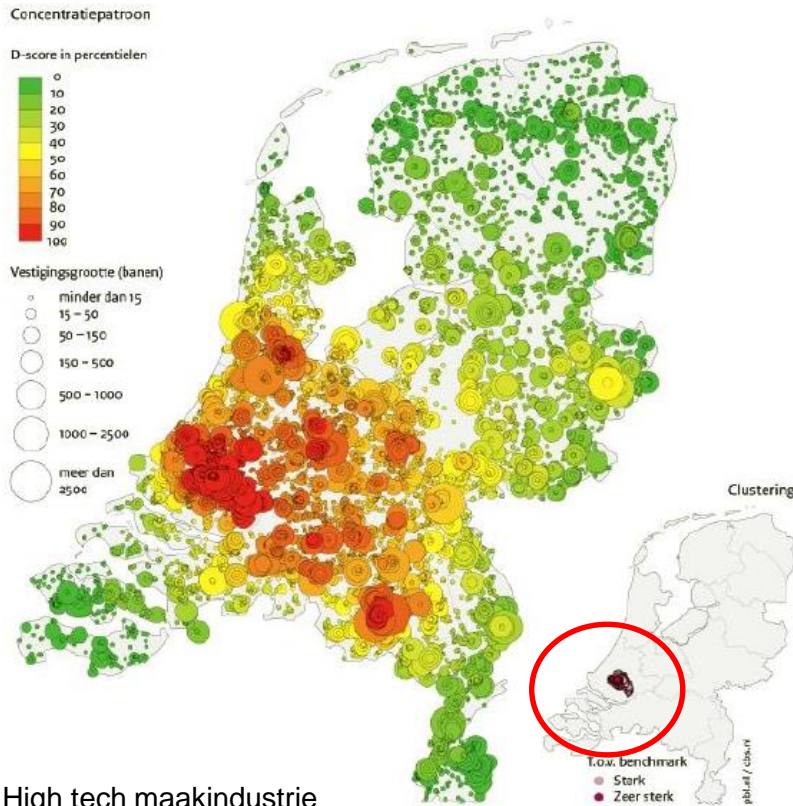 Concentratiepatroon
D-score in percentielen
0
10
20
30
40
50
60
70
80
90
100
Vestigingsgrootte (banen)
minder dan 15
15 – 50
50 – 150
150 – 500
500 – 1000
1000 – 2500
meer dan
2500
Clustering
T.o.v. benchmark
Sterk
Zeer sterk
pbl.nl / cbs.nl
High tech maakindustrie